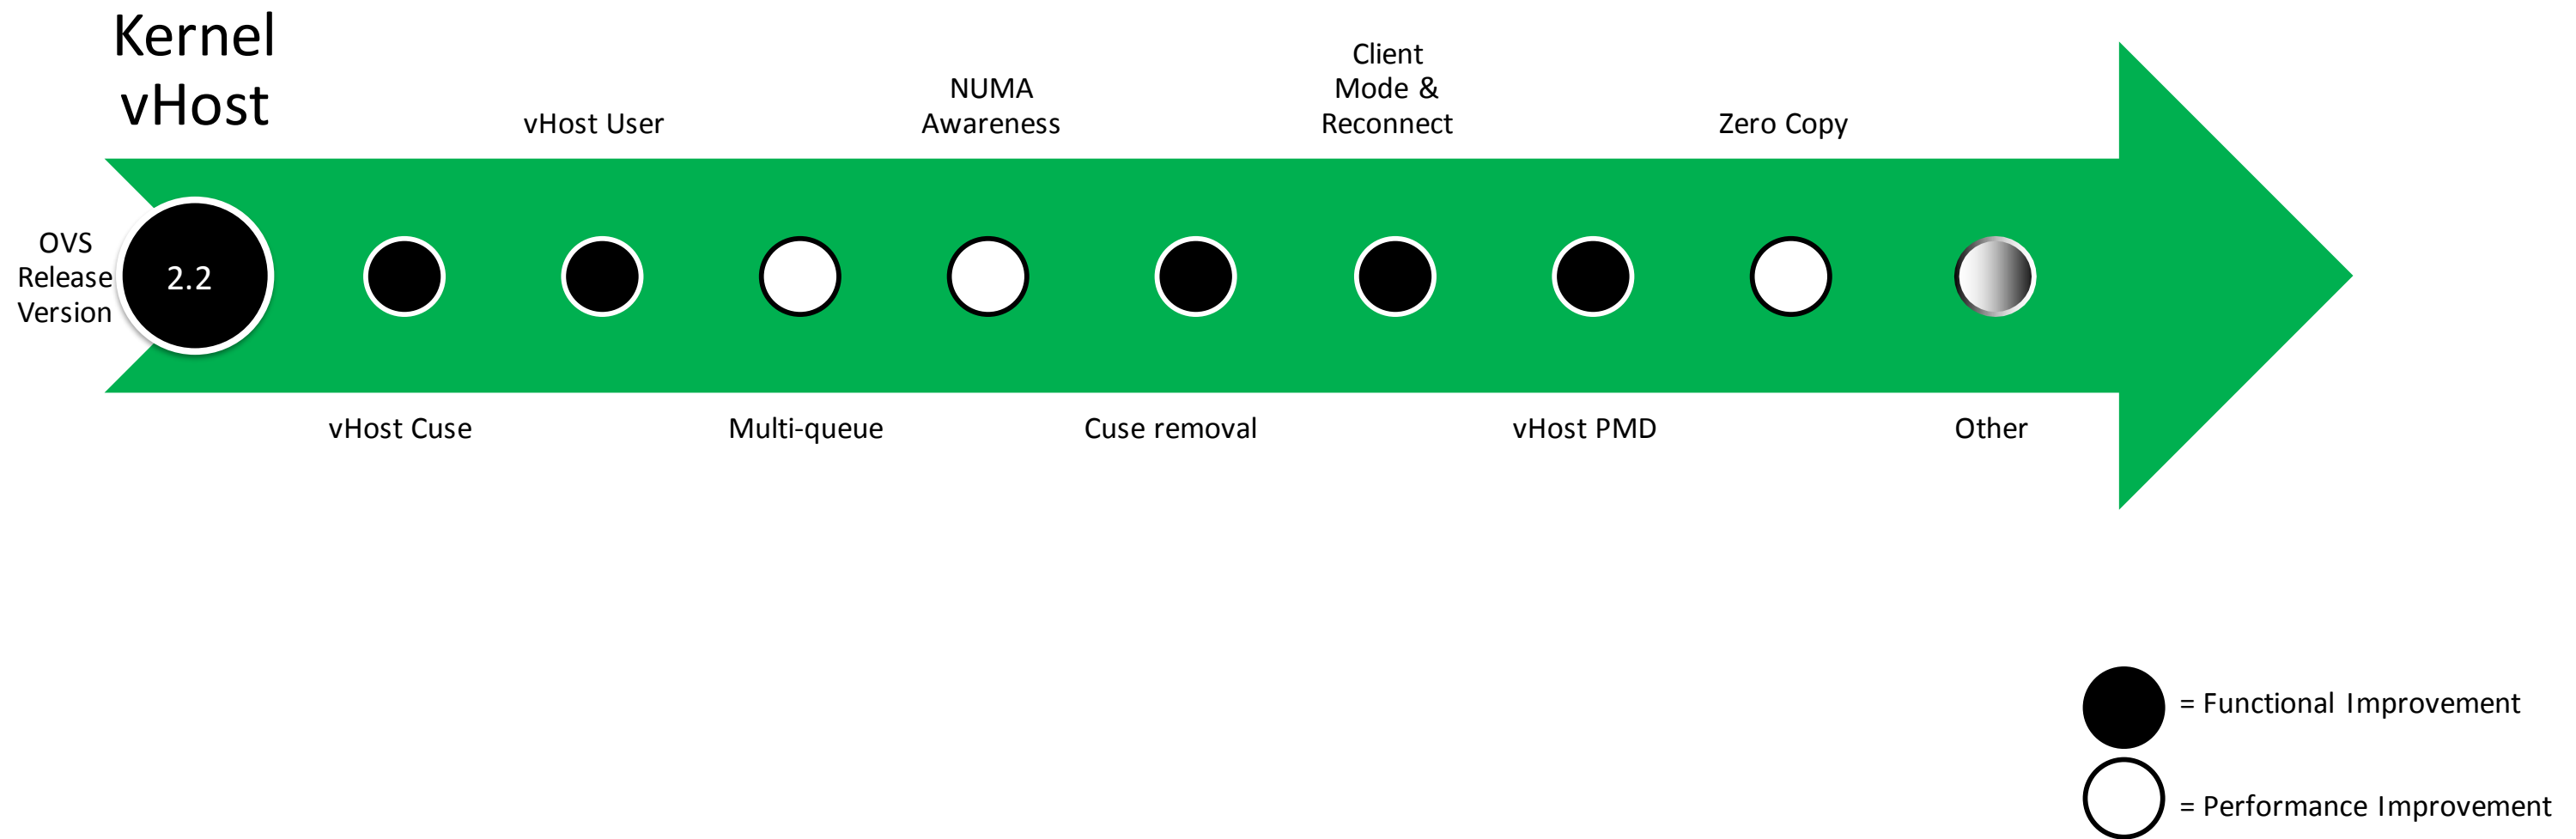 Kernel
vHost
vHost User
NUMA
Awareness
Client
Mode &
Reconnect
Zero Copy
OVS
Release
Version
2.2
vHost Cuse
Multi-queue
Cuse removal
vHost PMD
Other
= Functional Improvement
= Performance Improvement